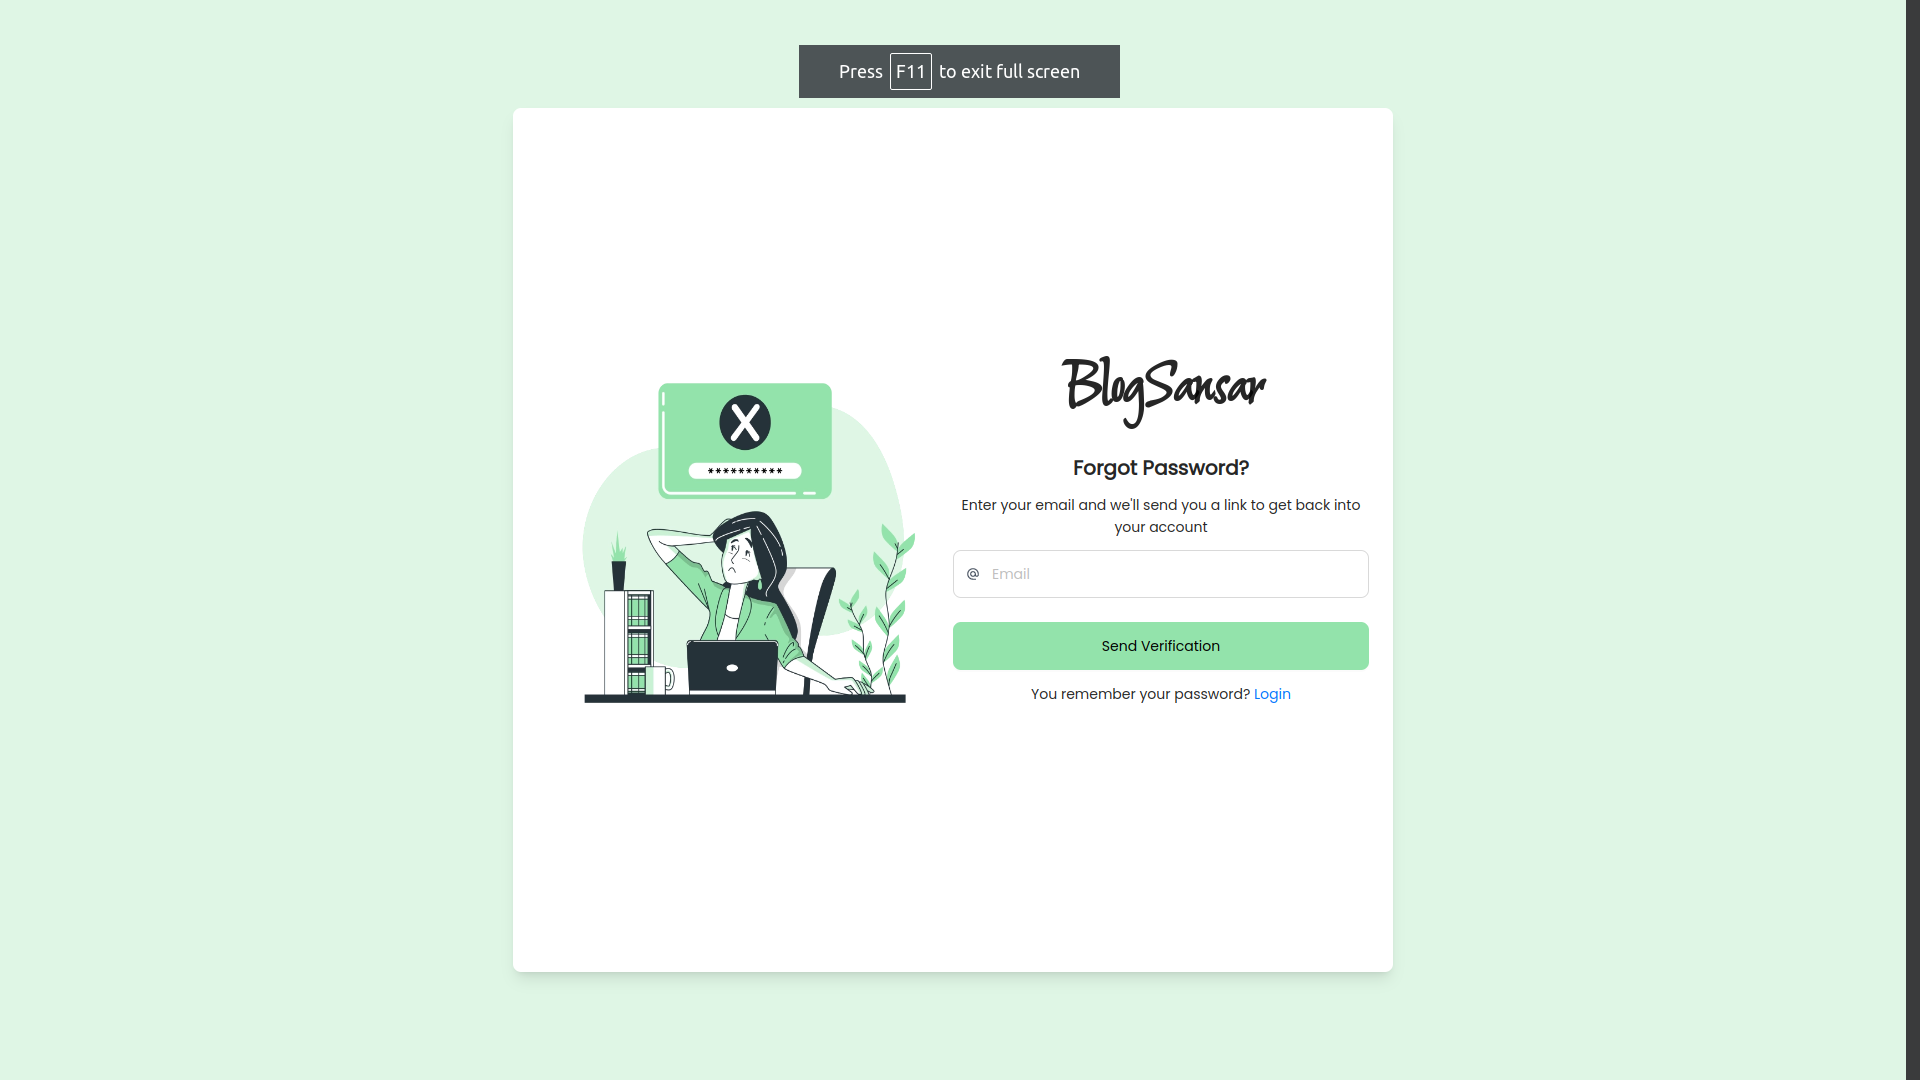 Press F11 to exit full screen
BlogSansar
Forgot Password?
Enter your email and we'll send you a link to get back into
your account
@ Email
Send Verification
You remember your password? Login
X
**********